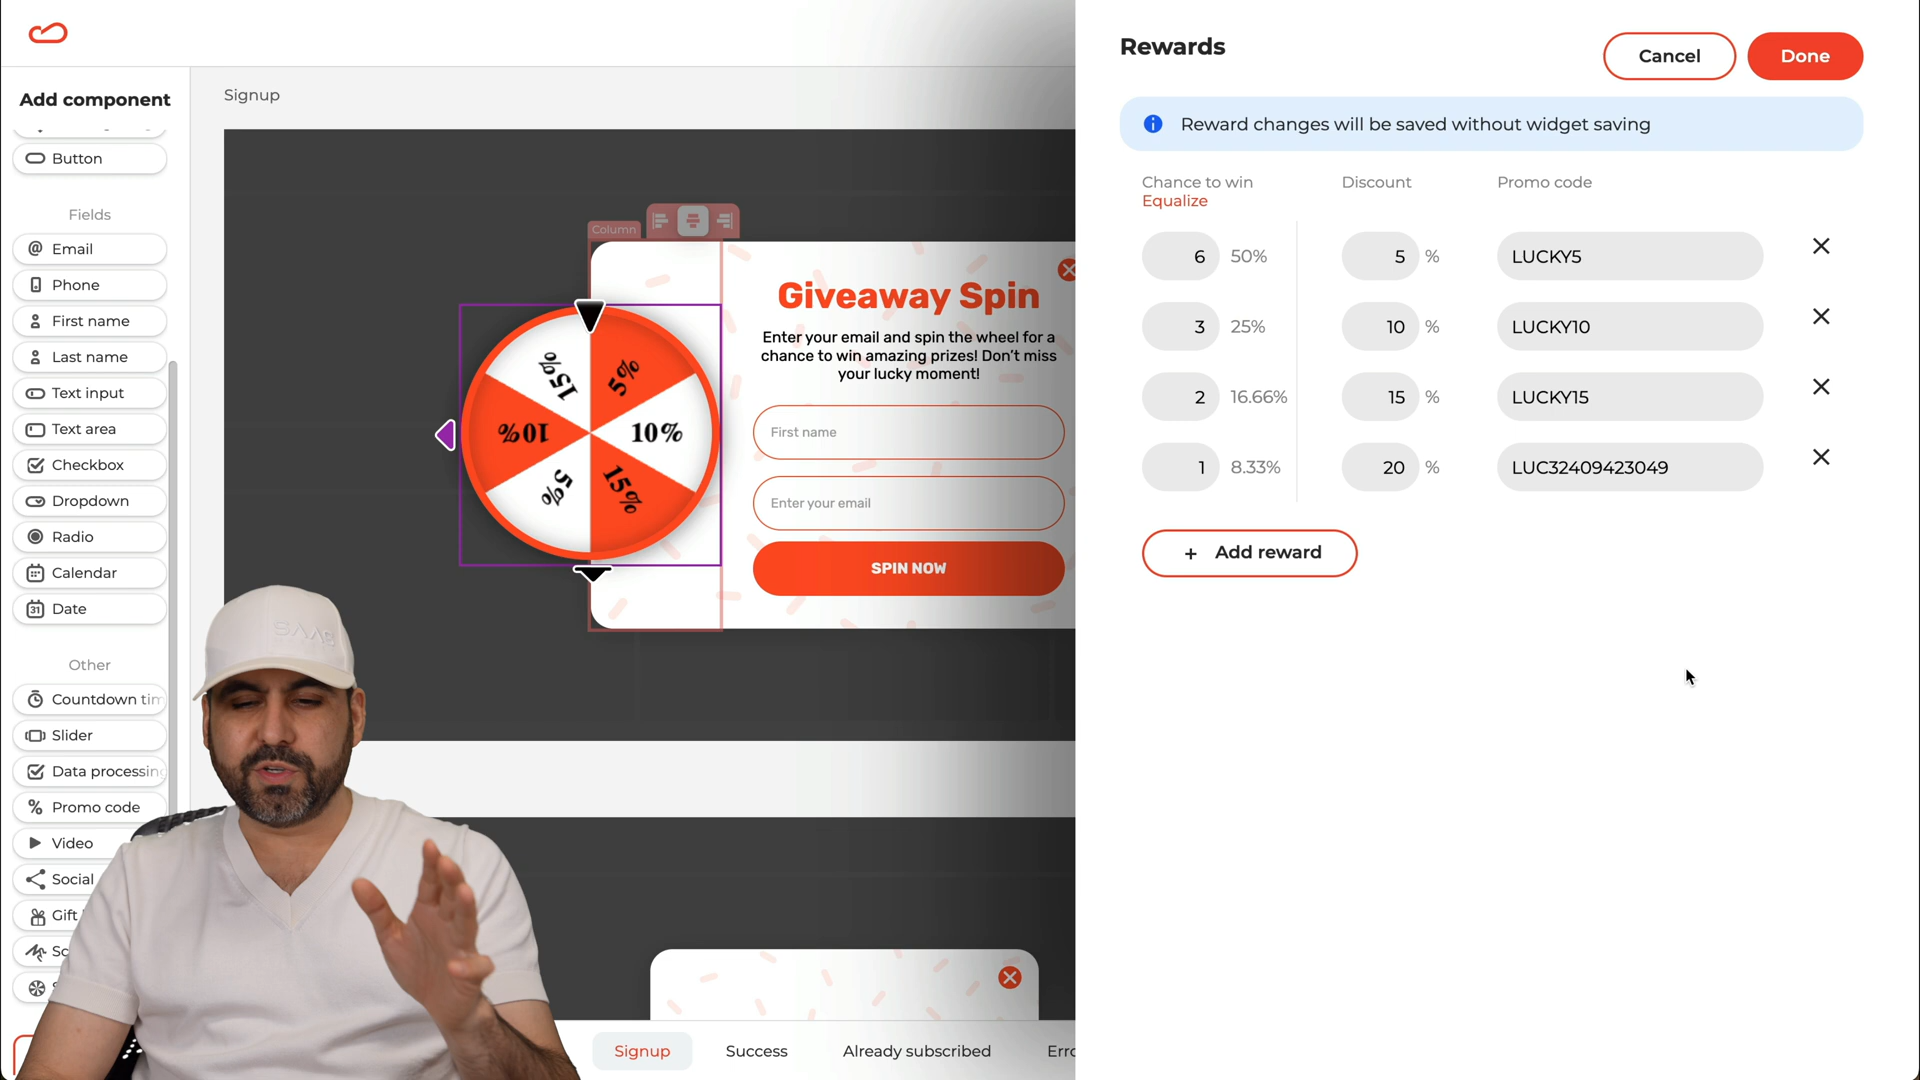 Add component
Button
Fields
Email
Phone
First name
Last name
Text input
Text area
Checkbox
Dropdown
Radio
Calendar
Date
Other
Countdown tim
Slider
Data processing
Promo code
Video
Social
Gift
Sc
SAAS
Signup
Column
15%
5%
10%
10%
5%
15%
Giveaway Spin
Enter your email and spin the wheel for a
chance to win amazing prizes! Don't miss
your lucky moment!
First name
Enter your email
SPIN NOW
Signup
Success
Already subscribed
Erro
Rewards
Cancel
Done
Reward changes will be saved without widget saving
Chance to win
Equalize
Discount
Promo code
6 50% 5 % LUCKY5
3 25% 10 % LUCKY10
2 16.66% 15 % LUCKY15
1 8.33% 20 % LUC32409423049
+ Add reward